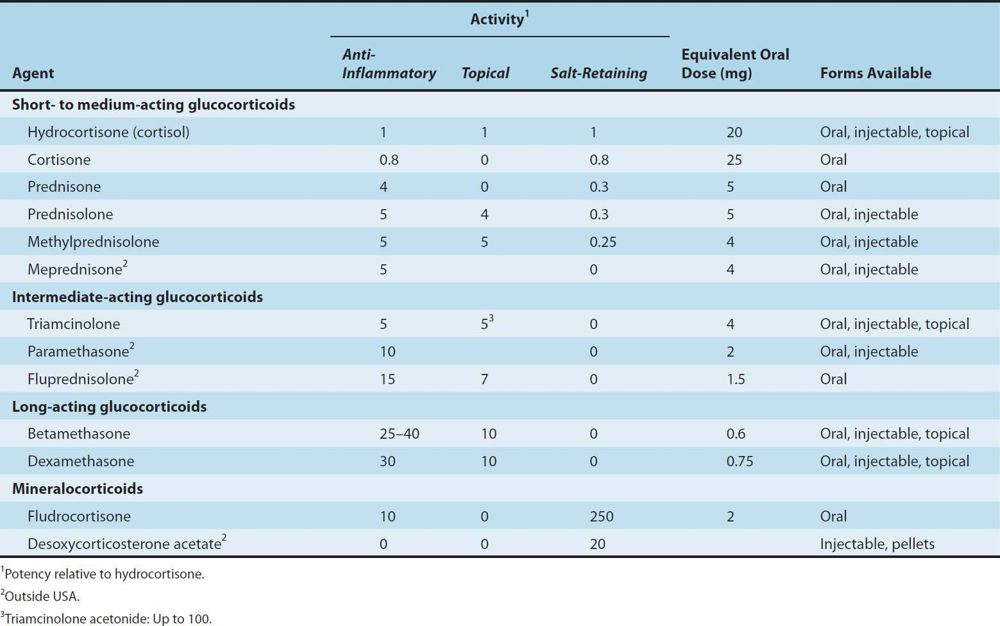 Activity1
Agent Anti-Inflammatory Topical Salt-Retaining Equivalent Oral Dose (mg) Forms Available
Short- to medium-acting glucocorticoids
Hydrocortisone (cortisol) 1 1 1 20 Oral, injectable, topical
Cortisone 0.8 0 0.8 25 Oral
Prednisone 4 0 0.3 5 Oral
Prednisolone 5 4 0.3 5 Oral, injectable
Methylprednisolone 5 5 0.25 4 Oral, injectable
Meprednisone2 5 0 4 Oral, injectable
Intermediate-acting glucocorticoids
Triamcinolone 5 53 0 4 Oral, injectable, topical
Paramethasone2 10 0 2 Oral, injectable
Fluprednisolone2 15 7 0 1.5 Oral
Long-acting glucocorticoids
Betamethasone 25–40 10 0 0.6 Oral, injectable, topical
Dexamethasone 30 10 0 0.75 Oral, injectable, topical
Mineralocorticoids
Fludrocortisone 10 0 250 2 Oral
Desoxycorticosterone acetate2 0 0 20 Injectable, pellets
1Potency relative to hydrocortisone.
2Outside USA.
3Triamcinolone acetonide: Up to 100.